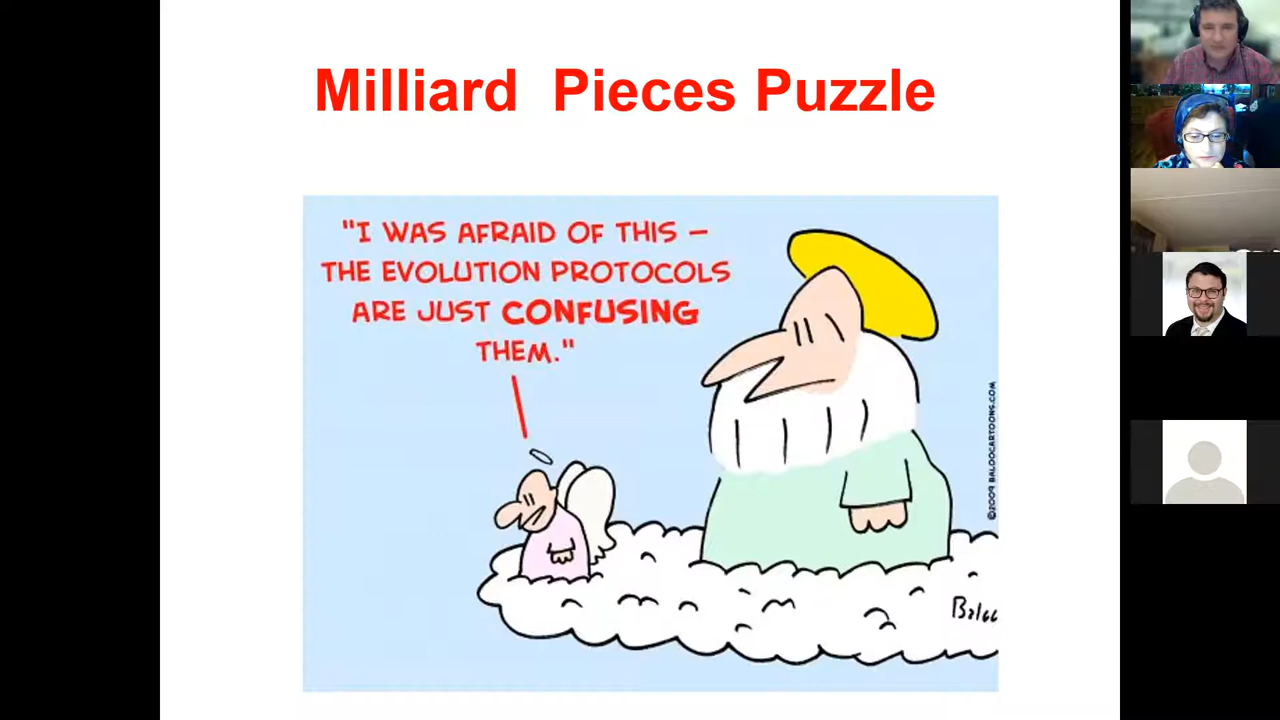 Milliard Pieces Puzzle
"I WAS AFRAID OF THIS –
THE EVOLUTION PROTOCOLS
ARE JUST CONFUSING
THEM."
©2009 BALOOCARTOONS.COM